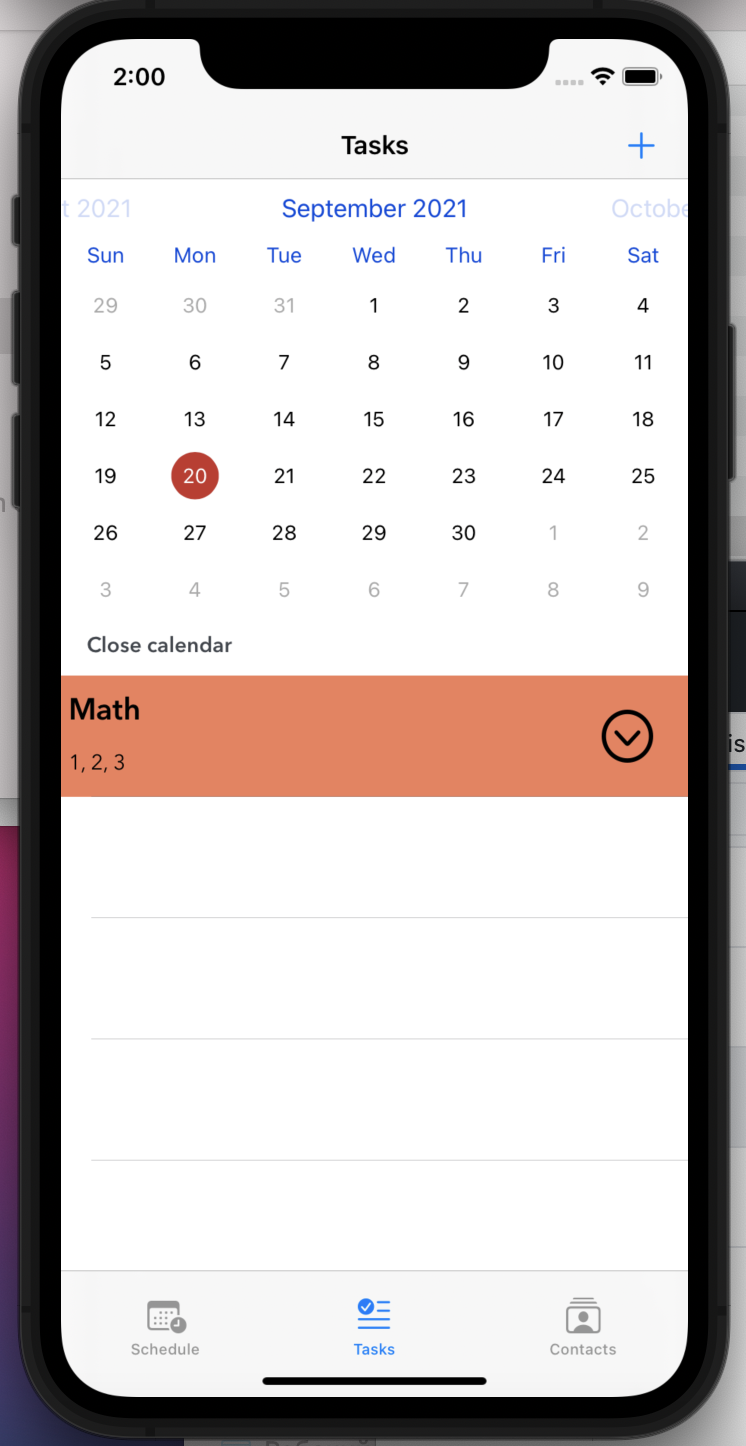 2:00
Tasks
t 2021 September 2021 Octobe
Sun Mon Tue Wed Thu Fri Sat
29 30 31 1 2 3 4
5 6 7 8 9 10 11
12 13 14 15 16 17 18
19 20 21 22 23 24 25
26 27 28 29 30 1 2
3 4 5 6 7 8 9
Close calendar
Math
is
1, 2, 3
Schedule Tasks Contacts